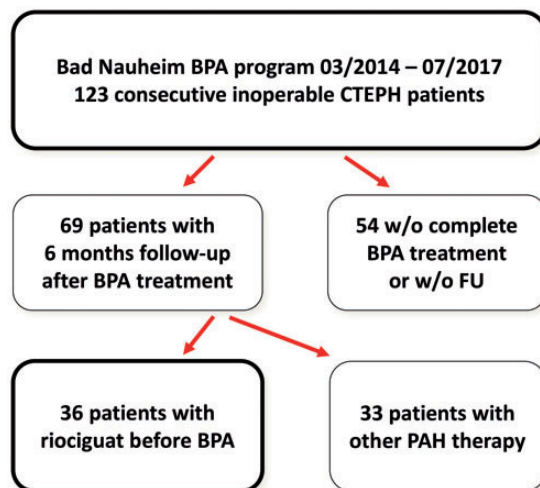 Bad Nauheim BPA program 03/2014 – 07/2017
123 consecutive inoperable CTEPH patients
69 patients with
6 months follow-up
after BPA treatment
54 w/o complete
BPA treatment
or w/o FU
36 patients with
riociguat before BPA
33 patients with
other PAH therapy